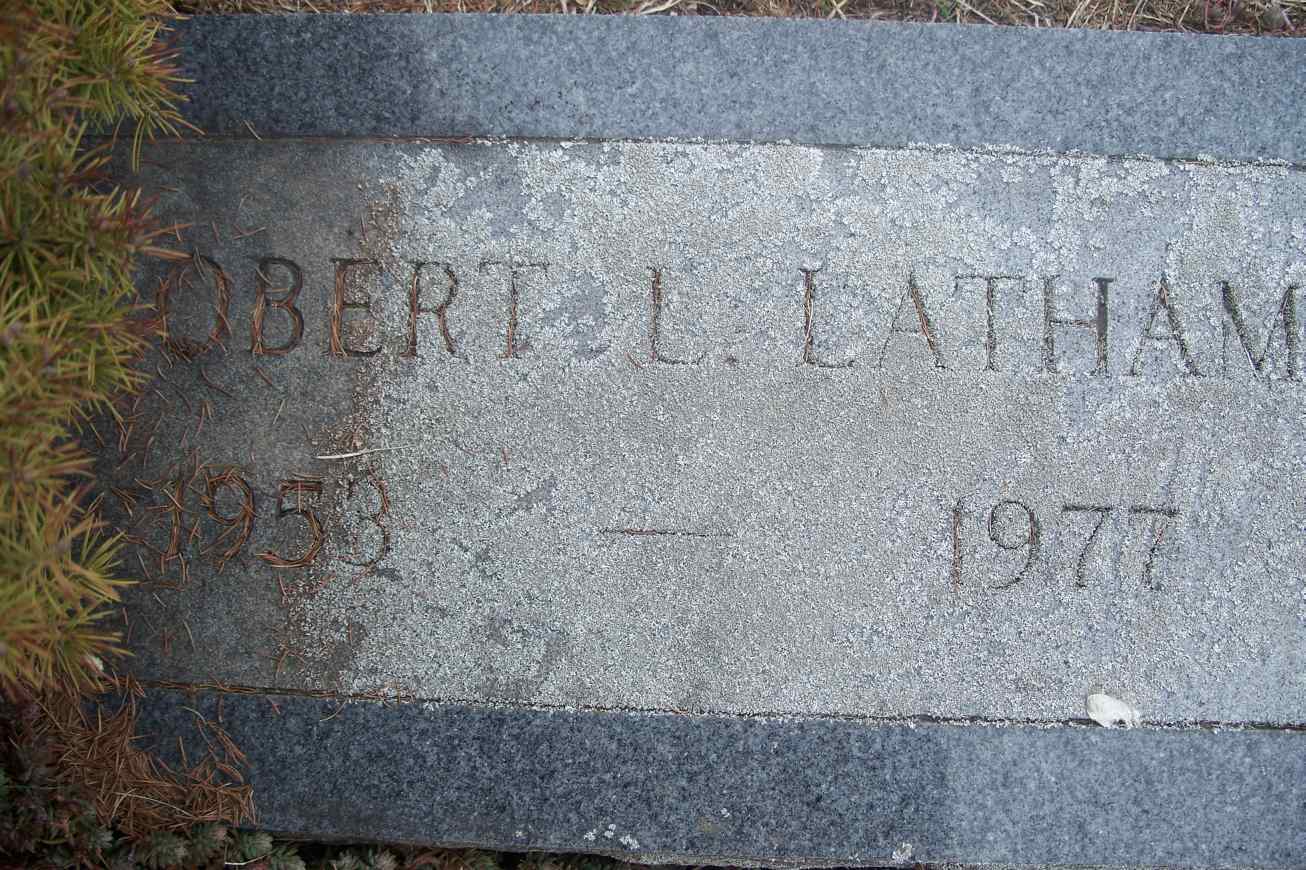 OBERT L. LATHAM
1953 — 1977